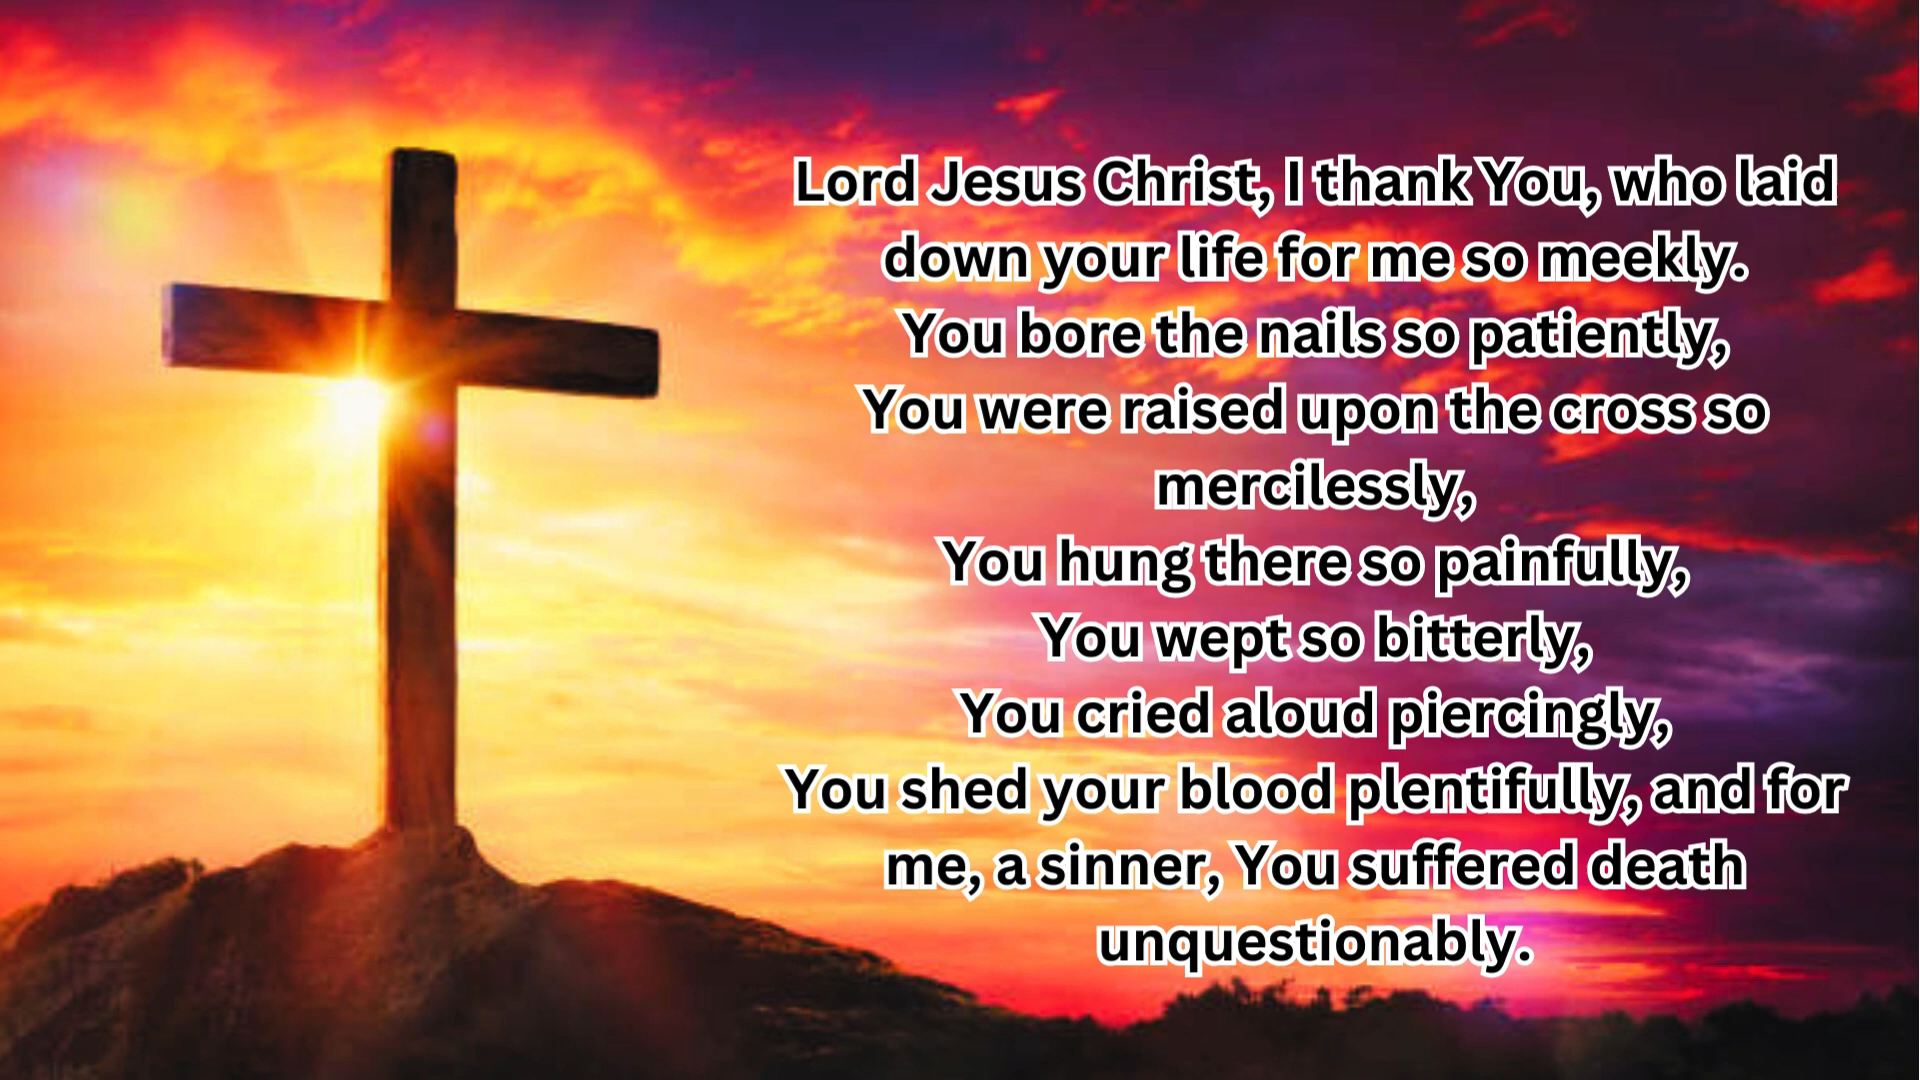 Lord Jesus Christ, I thank You, who laid
down your life for me so meekly.
You bore the nails so patiently,
You were raised upon the cross so
mercilessly,
You hung there so painfully,
You wept so bitterly,
You cried aloud piercingly,
You shed your blood plentifully, and for
me, a sinner, You suffered death
unquestionably.